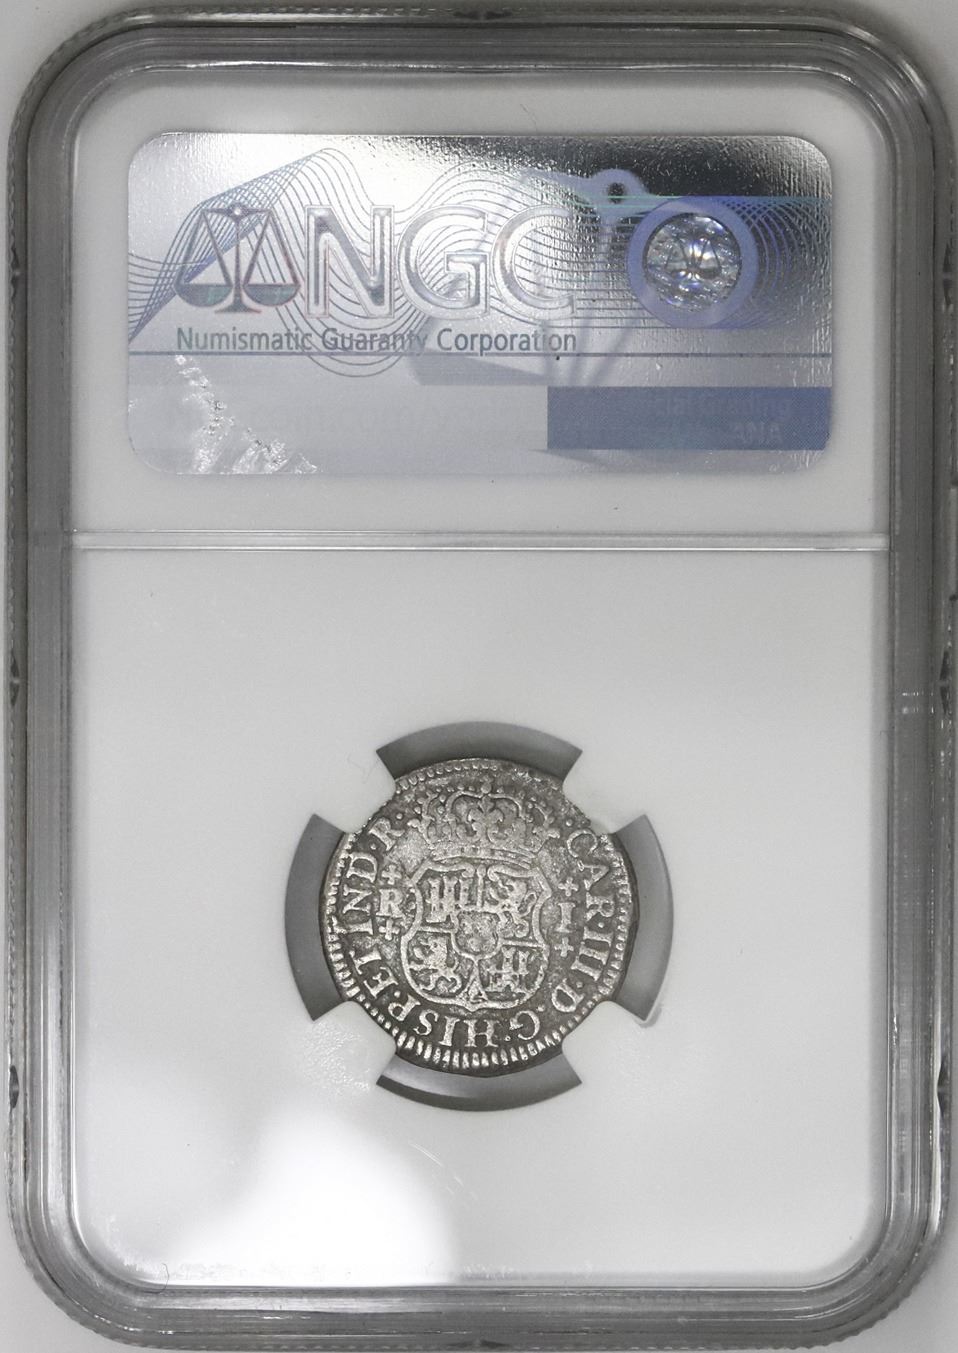 NGC
Numismatic Guaranty Corporation
·CAR·III·D·G·HISP·ET·IND·R·
R
I